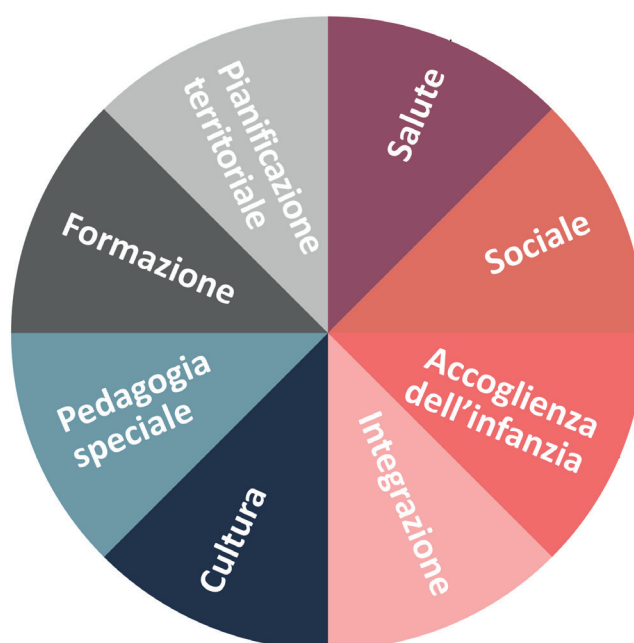 Salute
Sociale
Accoglienza
dell'infanzia
Integrazione
Cultura
Pedagogia
speciale
Formazione
Pianificazione
territoriale